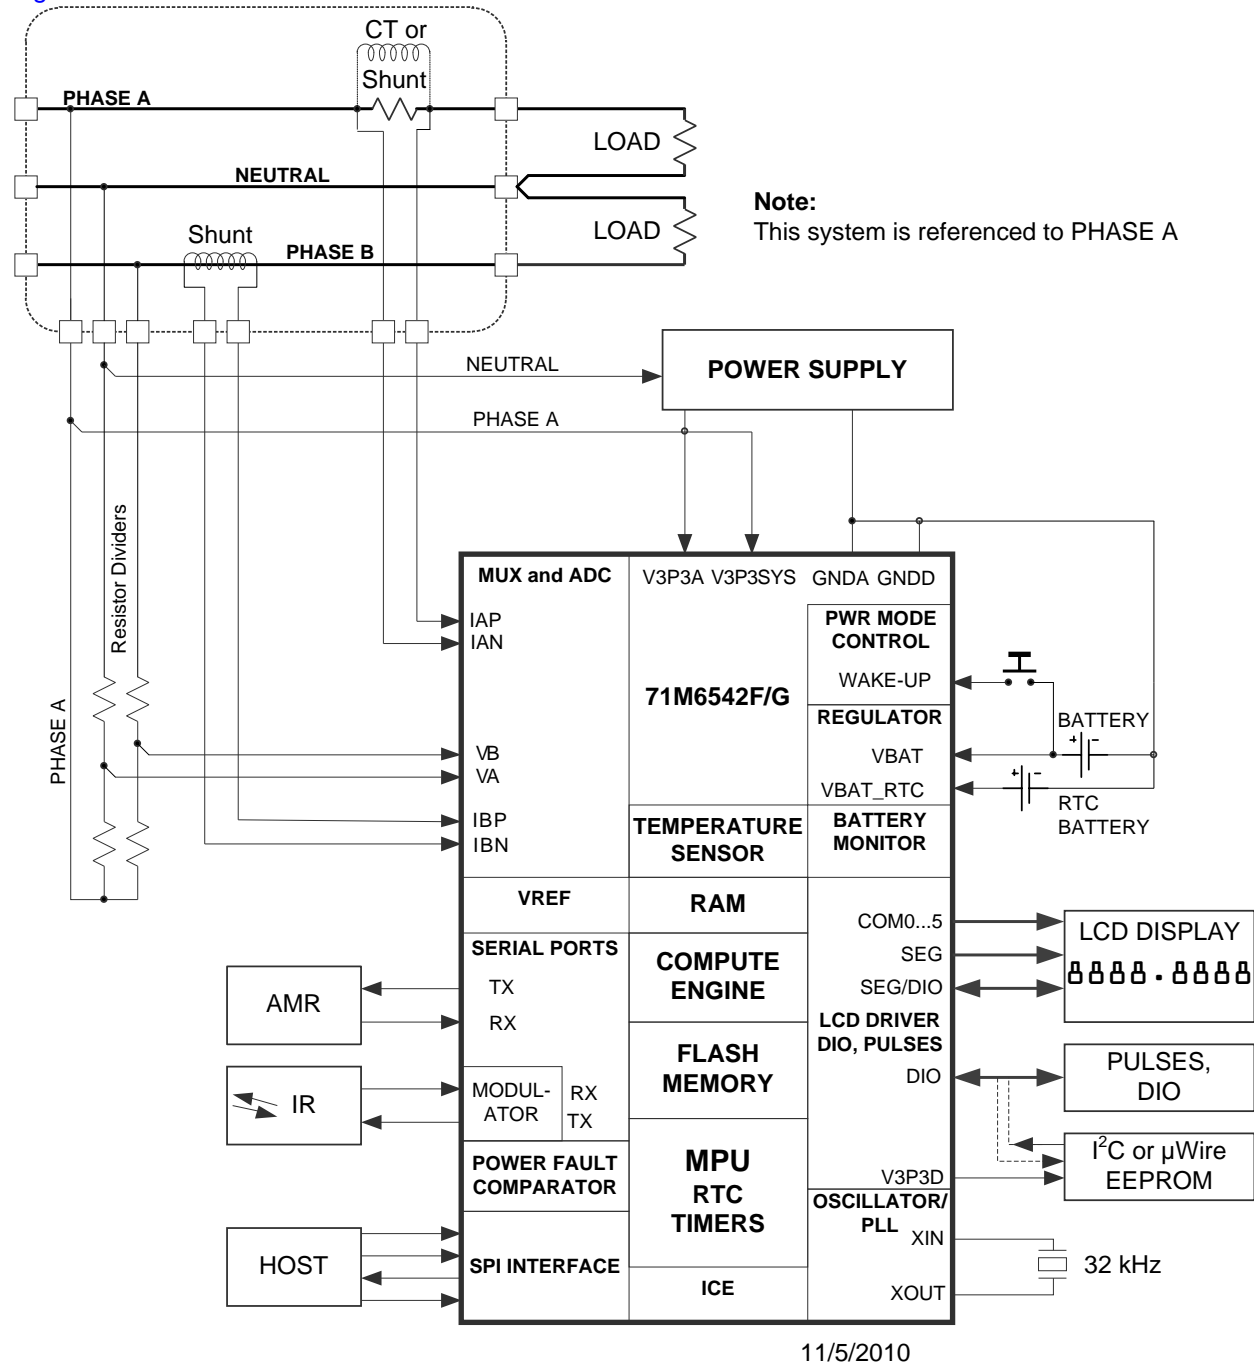 CT or
Shunt
PHASE A
LOAD
NEUTRAL
Note:
This system is referenced to PHASE A
Shunt
PHASE B
LOAD
NEUTRAL
POWER SUPPLY
PHASE A
Resistor Dividers
PHASE A
MUX and ADC
V3P3A V3P3SYS GNDA GNDD
IAP
IAN
PWR MODE
CONTROL
WAKE-UP
71M6542F/G
REGULATOR
BATTERY
+ -
VB
VA
VBAT
VBAT_RTC
+ -
RTC
BATTERY
IBP
IBN
TEMPERATURE
SENSOR
BATTERY
MONITOR
VREF
RAM
COM0...5
SEG
SEG/DIO
LCD DISPLAY
8888.8888
SERIAL PORTS
TX
RX
AMR
COMPUTE
ENGINE
LCD DRIVER
DIO, PULSES
DIO
PULSES,
DIO
IR
MODUL-
ATOR
RX
TX
FLASH
MEMORY
I²C or µWire
EEPROM
V3P3D
POWER FAULT
COMPARATOR
MPU
RTC
TIMERS
OSCILLATOR/
PLL
XIN
32 kHz
XOUT
HOST
SPI INTERFACE
ICE
11/5/2010